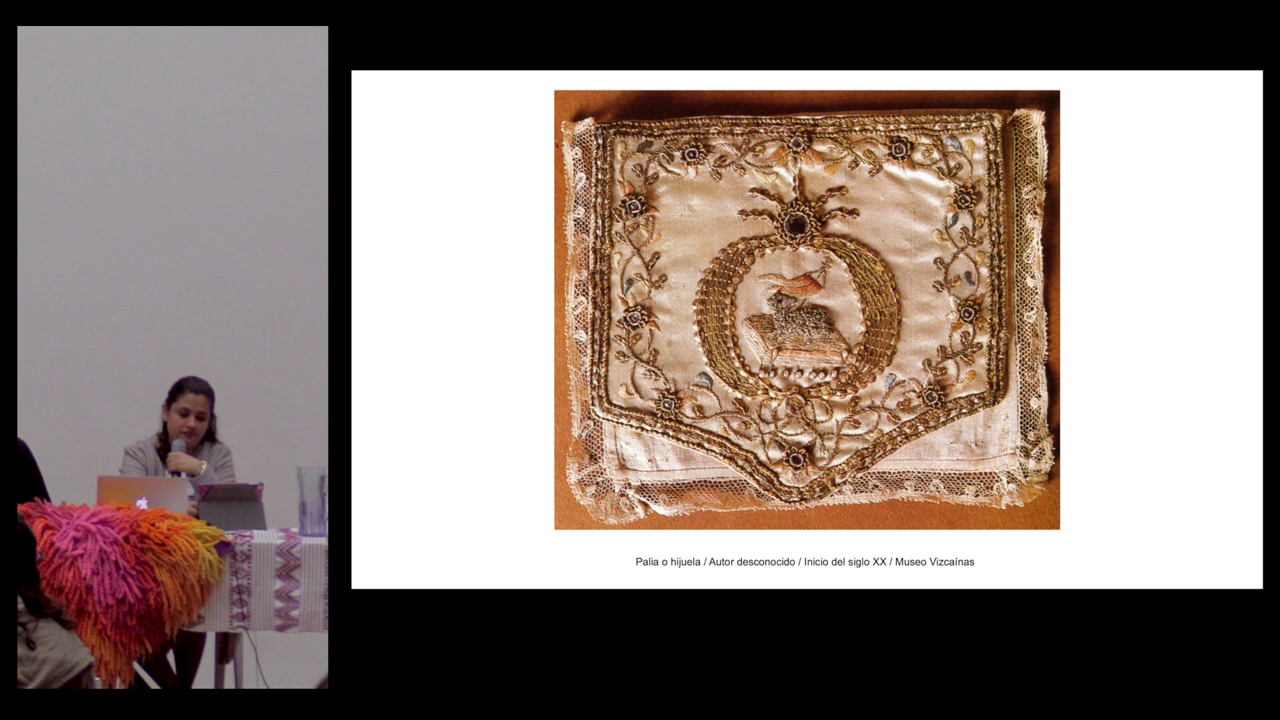 Palia o hijuela / Autor desconocido / Inicio del siglo XX / Museo Vizcaínas